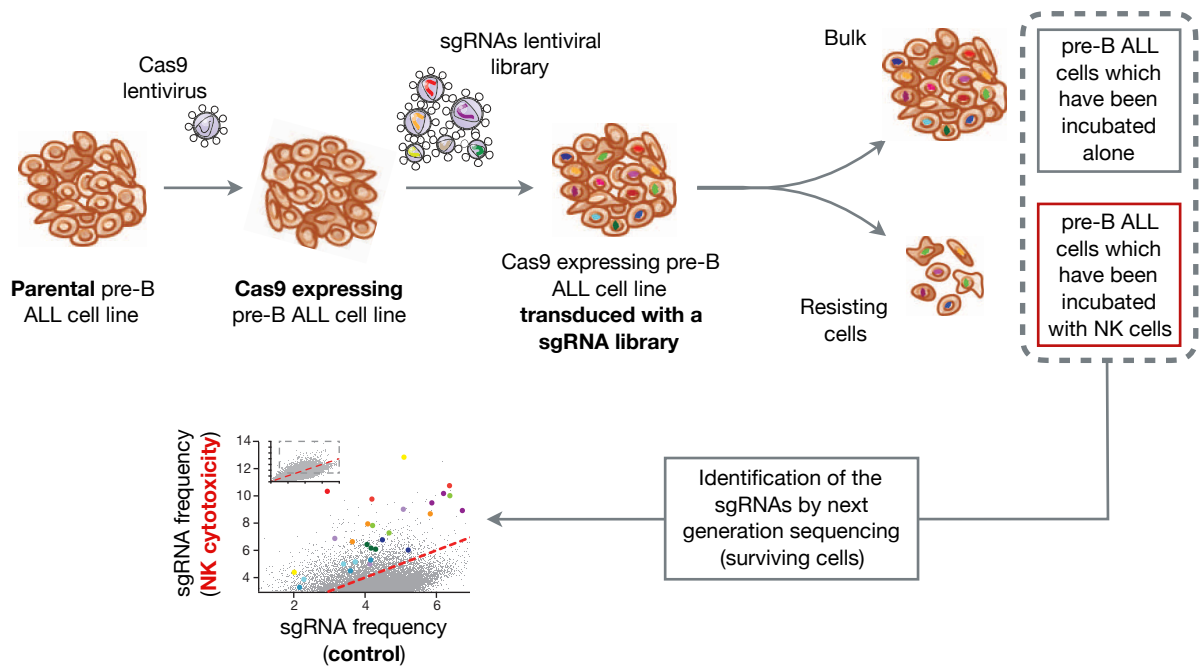 Cas9
lentivirus
sgRNAs lentiviral
library
Parental pre-B
ALL cell line
Cas9 expressing
pre-B ALL cell line
Cas9 expressing pre-B
ALL cell line
transduced with a
sgRNA library
Bulk
Resisting
cells
pre-B ALL
cells which
have been
incubated
alone
pre-B ALL
cells which
have been
incubated
with NK cells
Identification of the
sgRNAs by next
generation sequencing
(surviving cells)
sgRNA frequency
(NK cytotoxicity)
14
12
10
8
6
4
2
4
6
sgRNA frequency
(control)